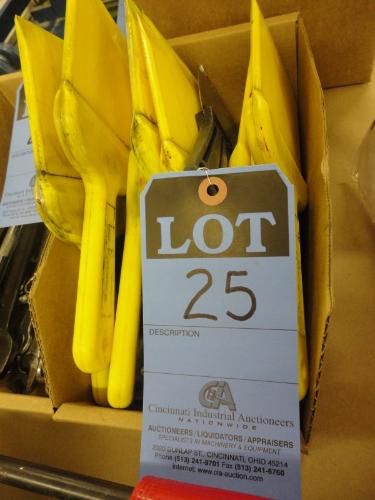 LOT
25
DESCRIPTION
CIA
Cincinnati Industrial Auctioneers
NATIONWIDE
AUCTIONEERS / LIQUIDATORS / APPRAISERS
SPECIALISTS IN MACHINERY & EQUIPMENT
2020 DUNLAP ST., CINCINNATI, OHIO 45214
Phone (513) 241-9701 Fax (513) 241-6760
Internet: www.cia-auction.com